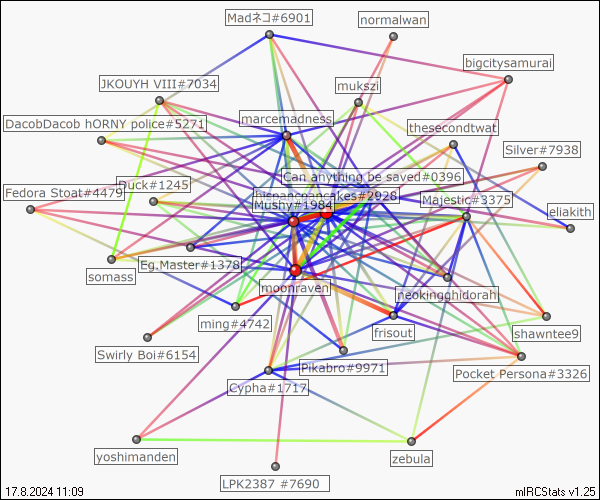 Madネコ#6901
normalwan
bigcitysamurai
JKOUYH VIII#7034
mukszi
marcemadness
DacobDacob hORNY police#5271
thesecondtwat
Silver#7938
Can anything be saved#0396
Duck#1245
Fedora Stoat#4479
akes#2928
Majestic#3375
Mushy#1984
eliakith
Eg.Master#1378
somass
moonraven
neokingghidorah
ming#4742
frisout
shawntee9
Swirly Boi#6154
Pikabro#9971
Pocket Persona#3326
Cypha#1717
yoshimanden
zebula
LPK2387 #7690
17.8.2024 11:09
mIRCStats v1.25